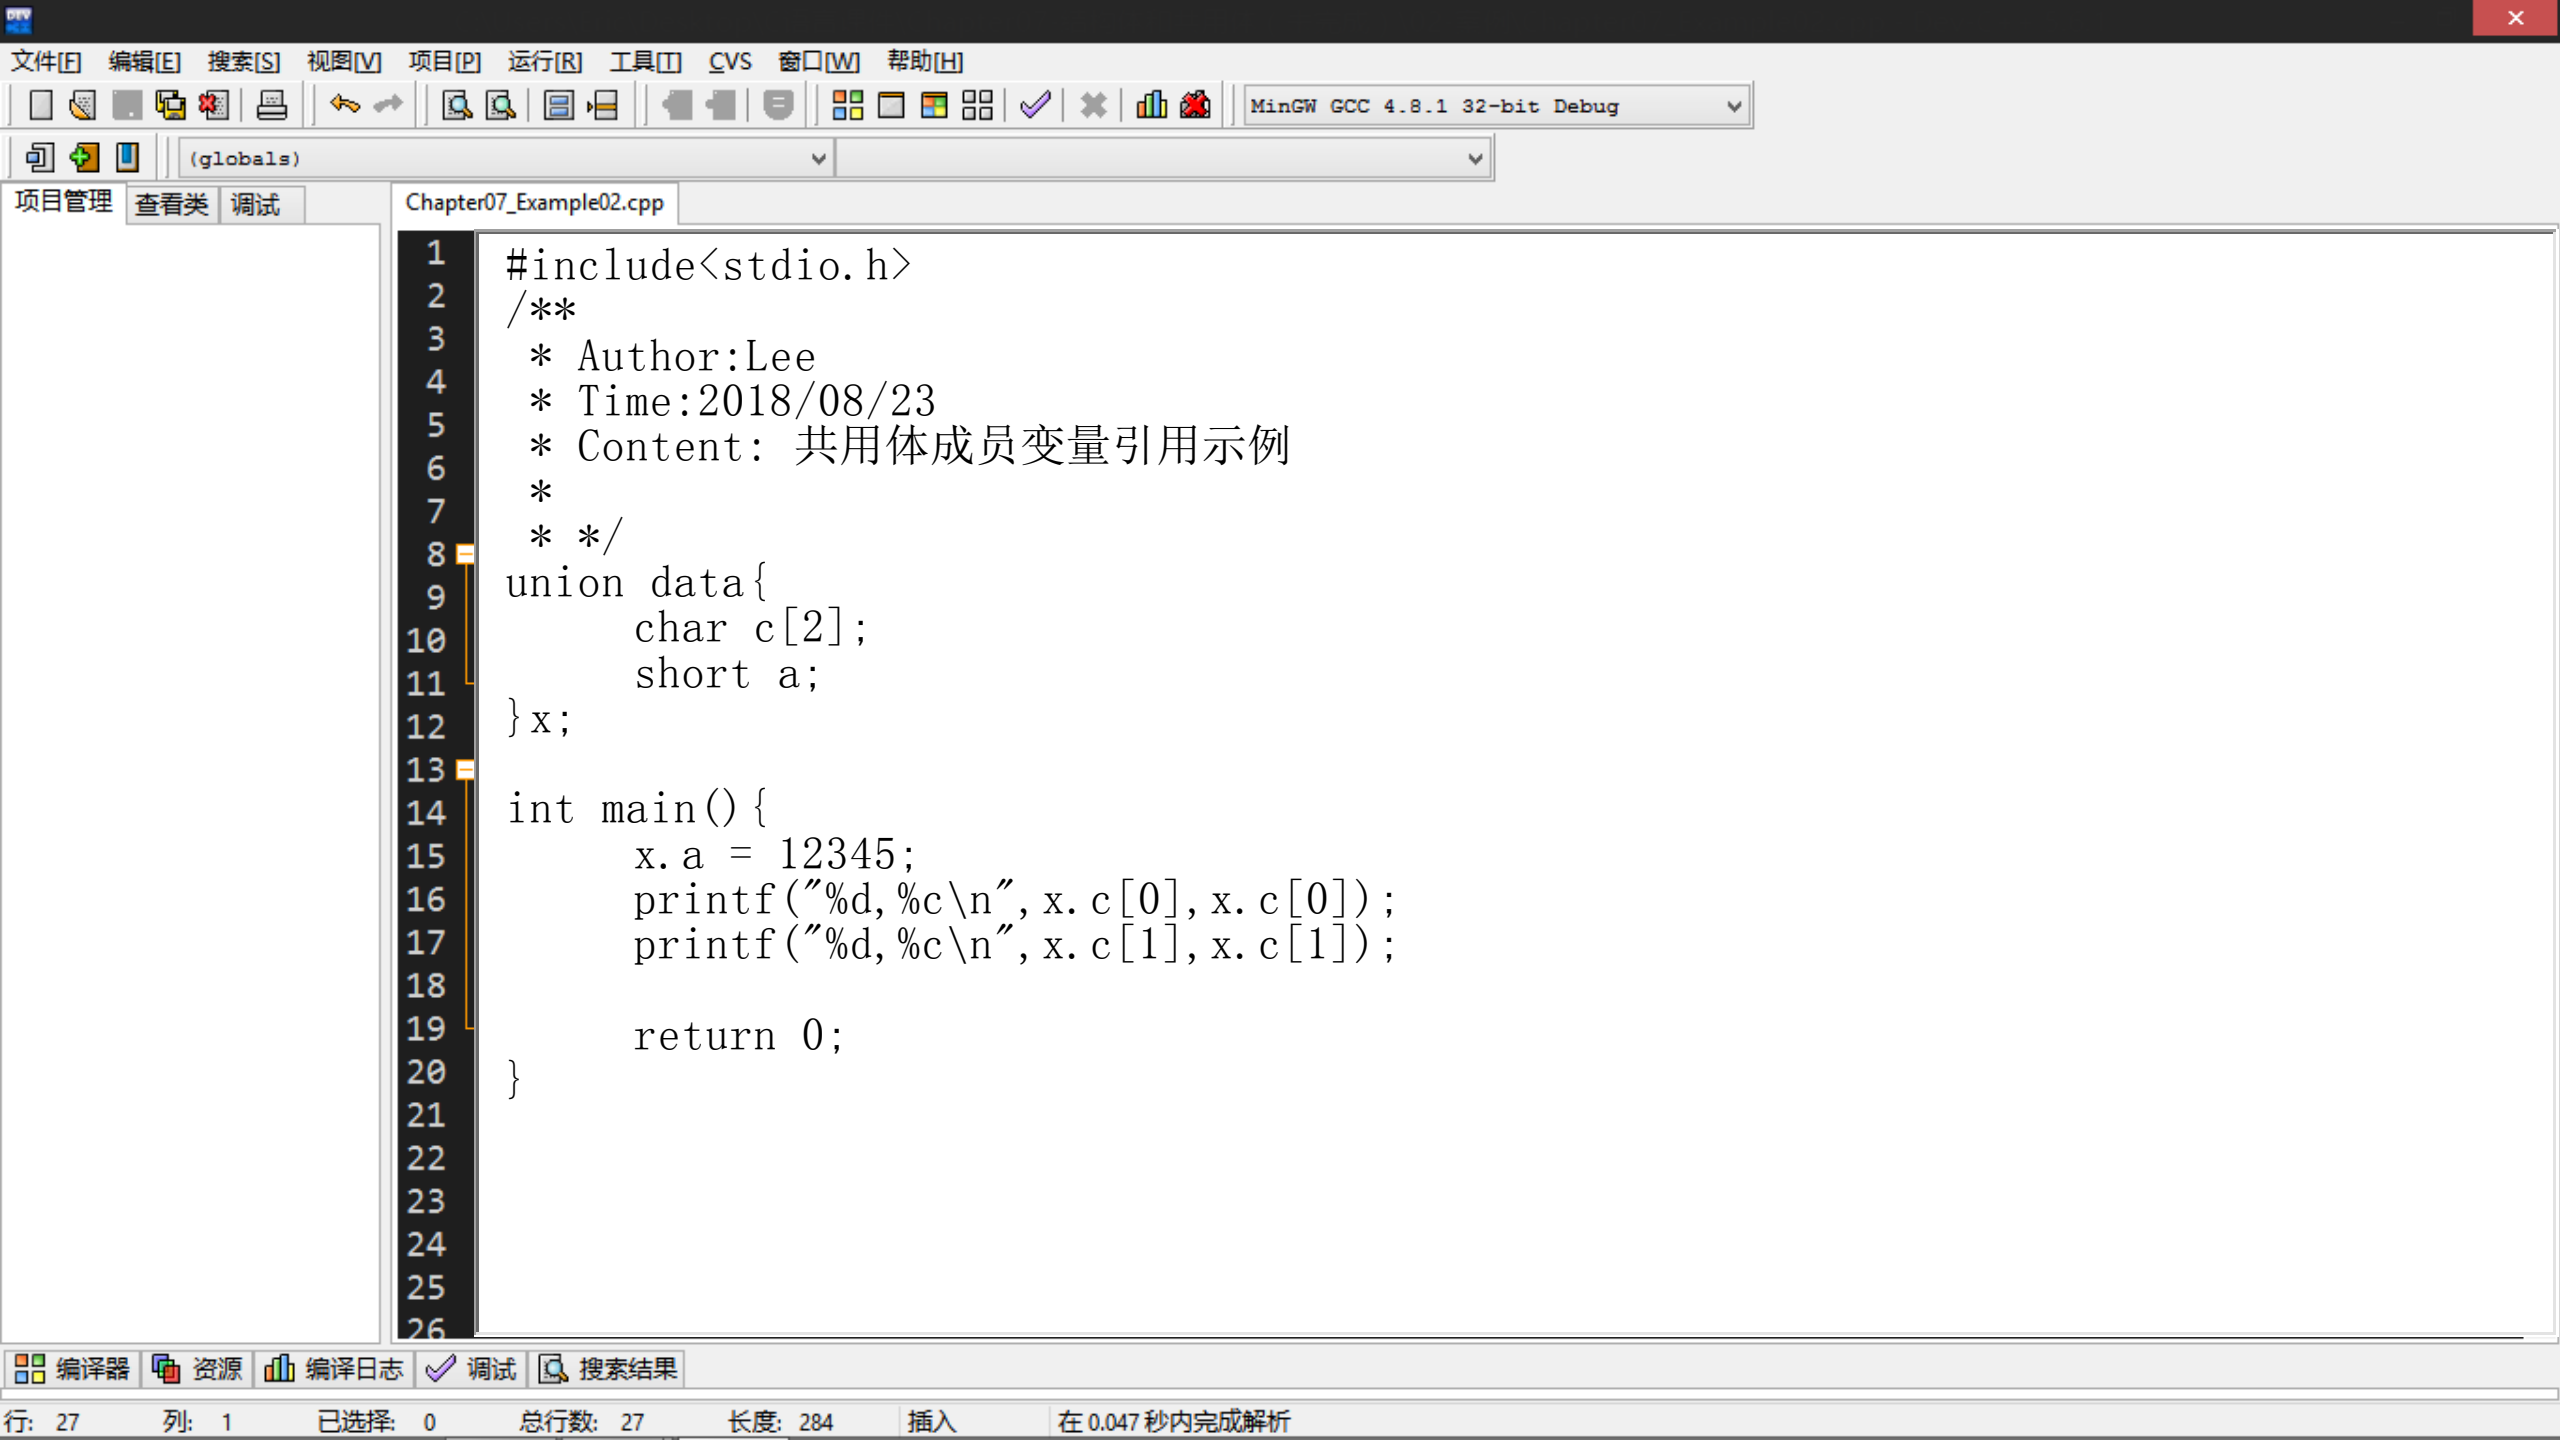 DEV
文件[F] 编辑[E] 搜索[S] 视图[V] 项目[P] 运行[R] 工具[T] CVS 窗口[W] 帮助[H]
MinGW GCC 4.8.1 32-bit Debug
(globals)
项目管理 查看类 调试 Chapter07_Example02.cpp
1
2
3
4
5
6
7
8
9
10
11
12
13
14
15
16
17
18
19
20
21
22
23
24
25
26
#include<stdio.h>
/**
 * Author:Lee
 * Time:2018/08/23
 * Content: 共用体成员变量引用示例
 *
 * */
union data{
     char c[2];
     short a;
}x;
int main(){
     x.a = 12345;
     printf("%d,%c\n",x.c[0],x.c[0]);
     printf("%d,%c\n",x.c[1],x.c[1]);
     return 0;
}
编译器 资源 编译日志 调试 搜索结果
行: 27 列: 1 已选择: 0 总行数: 27 长度: 284 插入 在 0.047 秒内完成解析